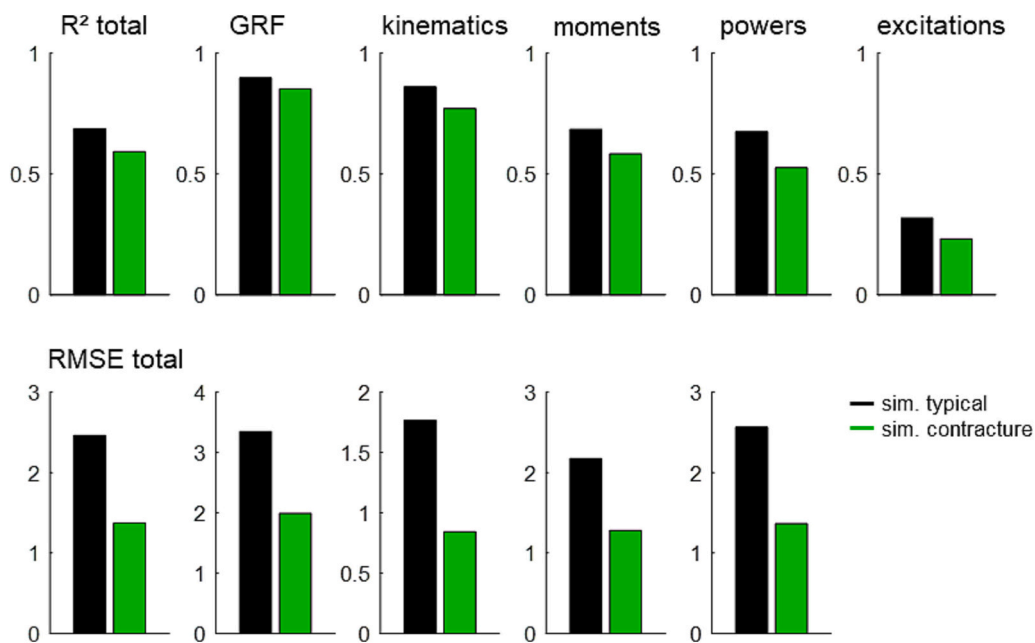 R² total GRF kinematics moments powers excitations
1 1 1 1 1 1
0.5 0.5 0.5 0.5 0.5 0.5
0 0 0 0 0 0
RMSE total
3 4 2 3 3
sim. typical
3 1.5
2 2 2
sim. contracture
2 1
1 1 1
1 0.5
0 0 0 0 0